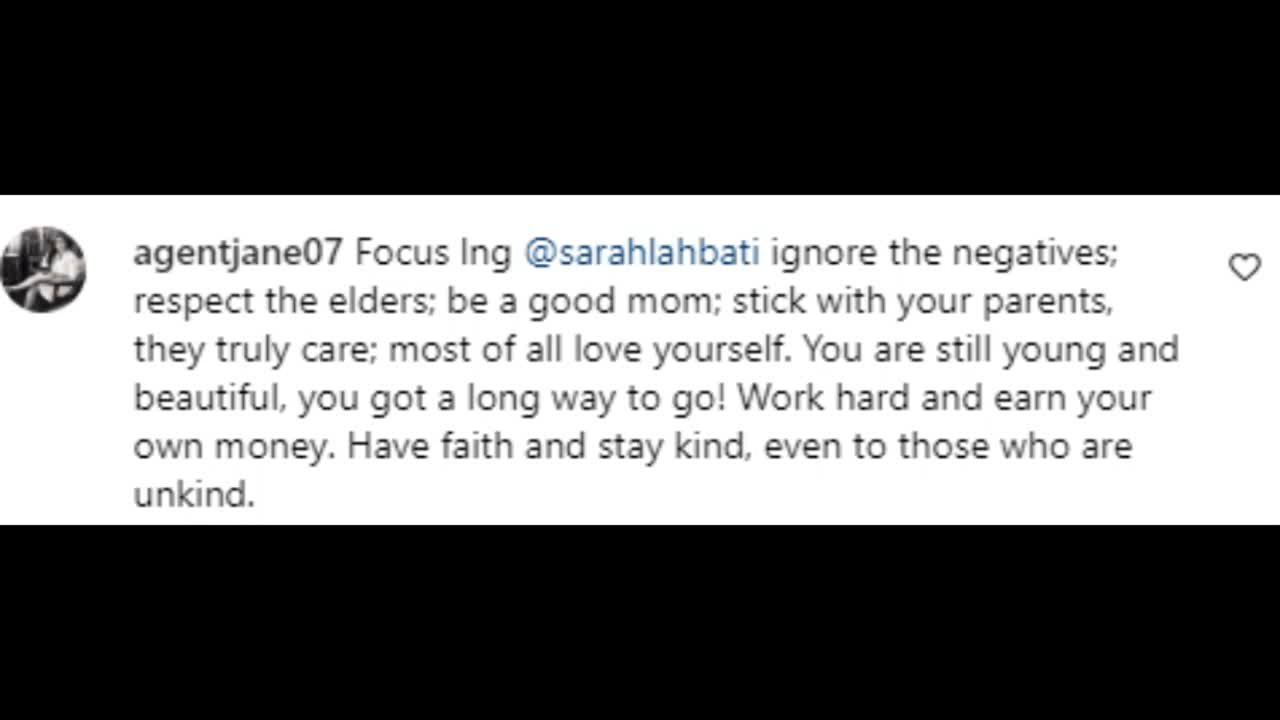 agentjane07 Focus lng @sarahlahbati ignore the negatives;
respect the elders; be a good mom; stick with your parents,
they truly care; most of all love yourself. You are still young and
beautiful, you got a long way to go! Work hard and earn your
own money. Have faith and stay kind, even to those who are
unkind.